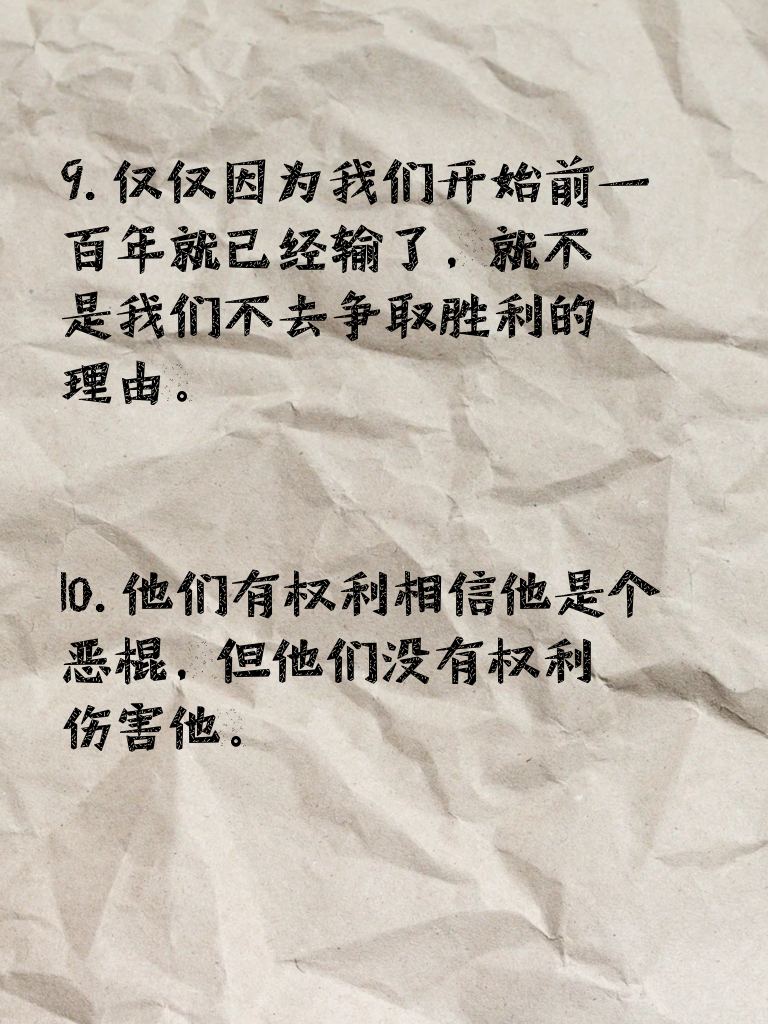 9. 仅仅因为我们开始前一
百年就已经输了，就不
是我们不去争取胜利的
理由。
10. 他们有权利相信他是个
恶棍，但他们没有权利
伤害他。